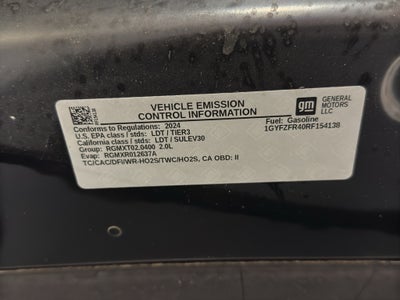 VEHICLE EMISSION
CONTROL INFORMATION
gm
GENERAL
MOTORS
LLC
Conforms to Regulations: 2024
Fuel: Gasoline
U.S. EPA class / stds: LDT / TIER3
1GYFZFR40RF154138
California class / stds: LDT / SULEV30
Group: RGMXT02.0400 2.0L
Evap: RGMXR012637A
TC/CAC/DFI/WR-HO2S/TWC/HO2S, CA OBD: II